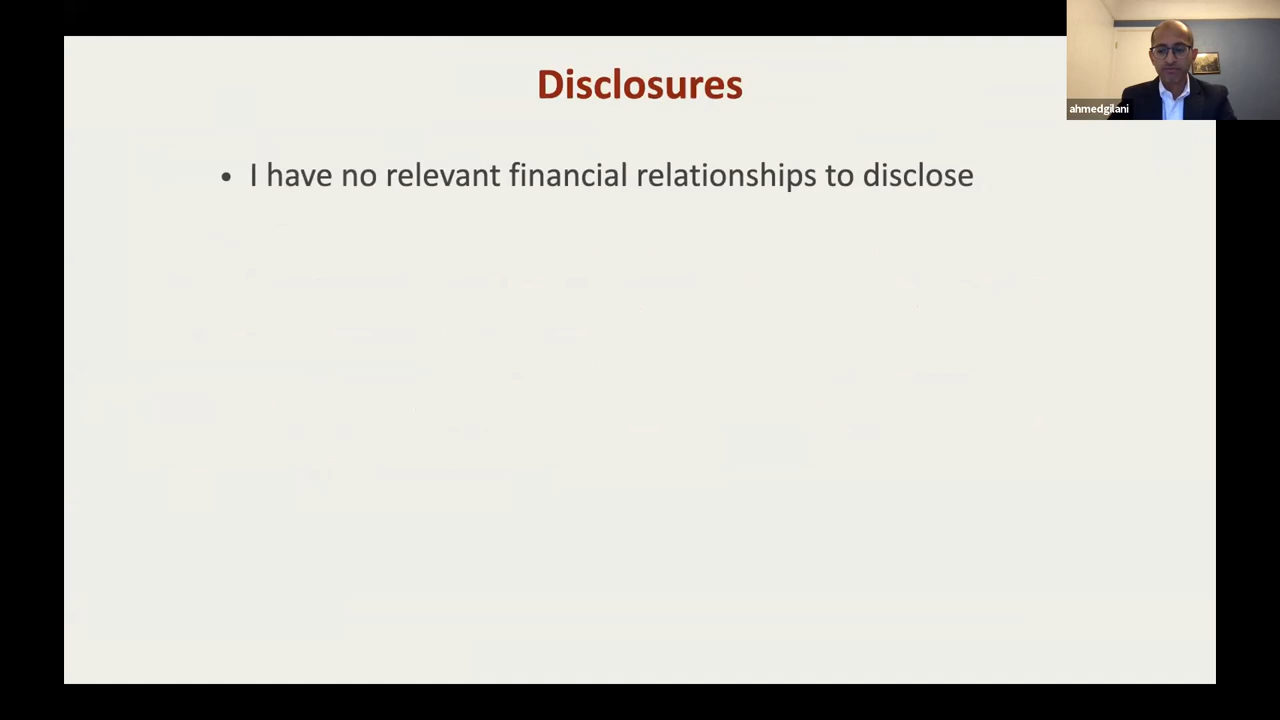 Disclosures
• I have no relevant financial relationships to disclose
ahmedgilani